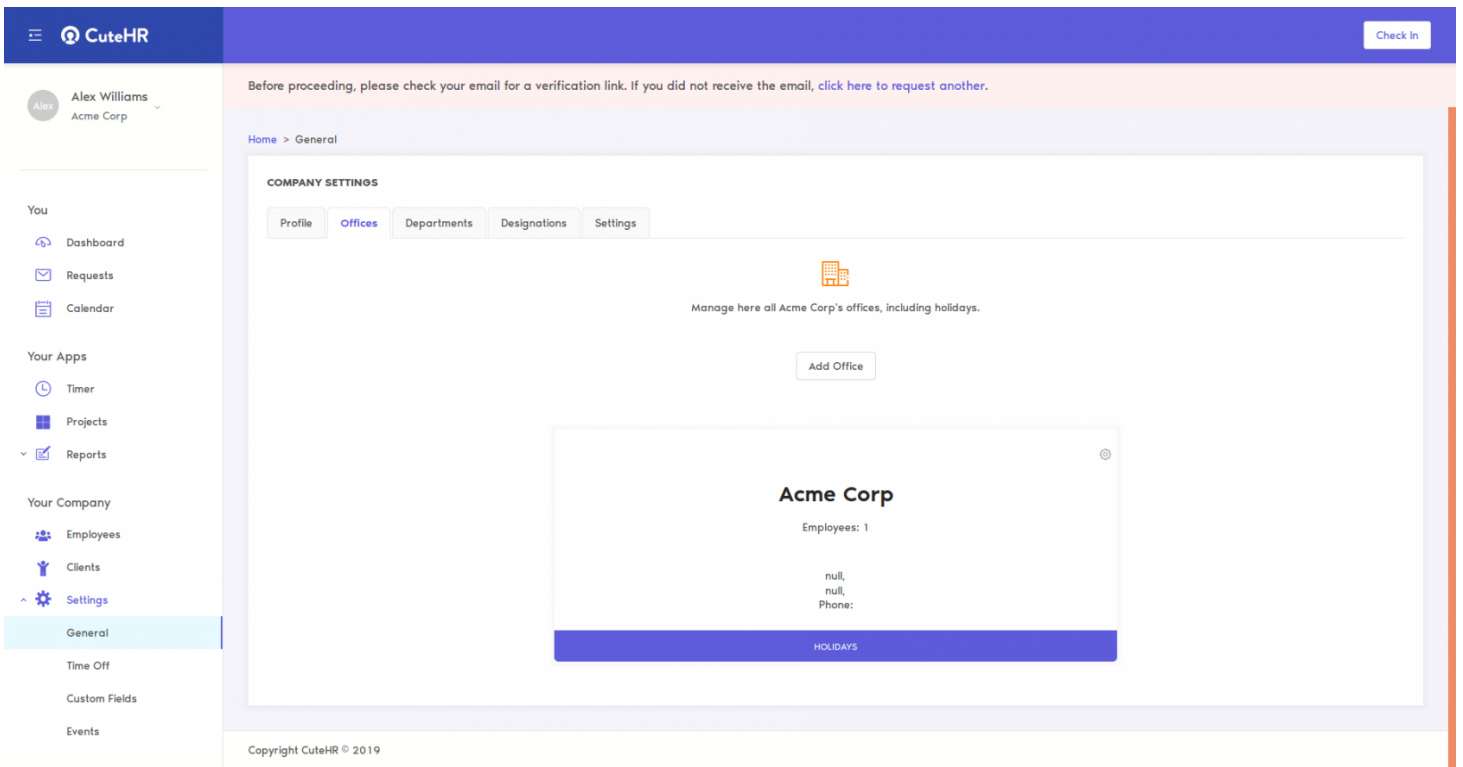 CuteHR
Check In
Alex
Alex Williams
Acme Corp
Before proceeding, please check your email for a verification link. If you did not receive the email, click here to request another.
Home > General
You
Dashboard
Requests
Calendar
Your Apps
Timer
Projects
Reports
Your Company
Employees
Clients
Settings
General
Time Off
Custom Fields
Events
COMPANY SETTINGS
Profile Offices Departments Designations Settings
Manage here all Acme Corp's offices, including holidays.
Add Office
Acme Corp
Employees: 1
null,
null,
Phone:
HOLIDAYS
Copyright CuteHR © 2019